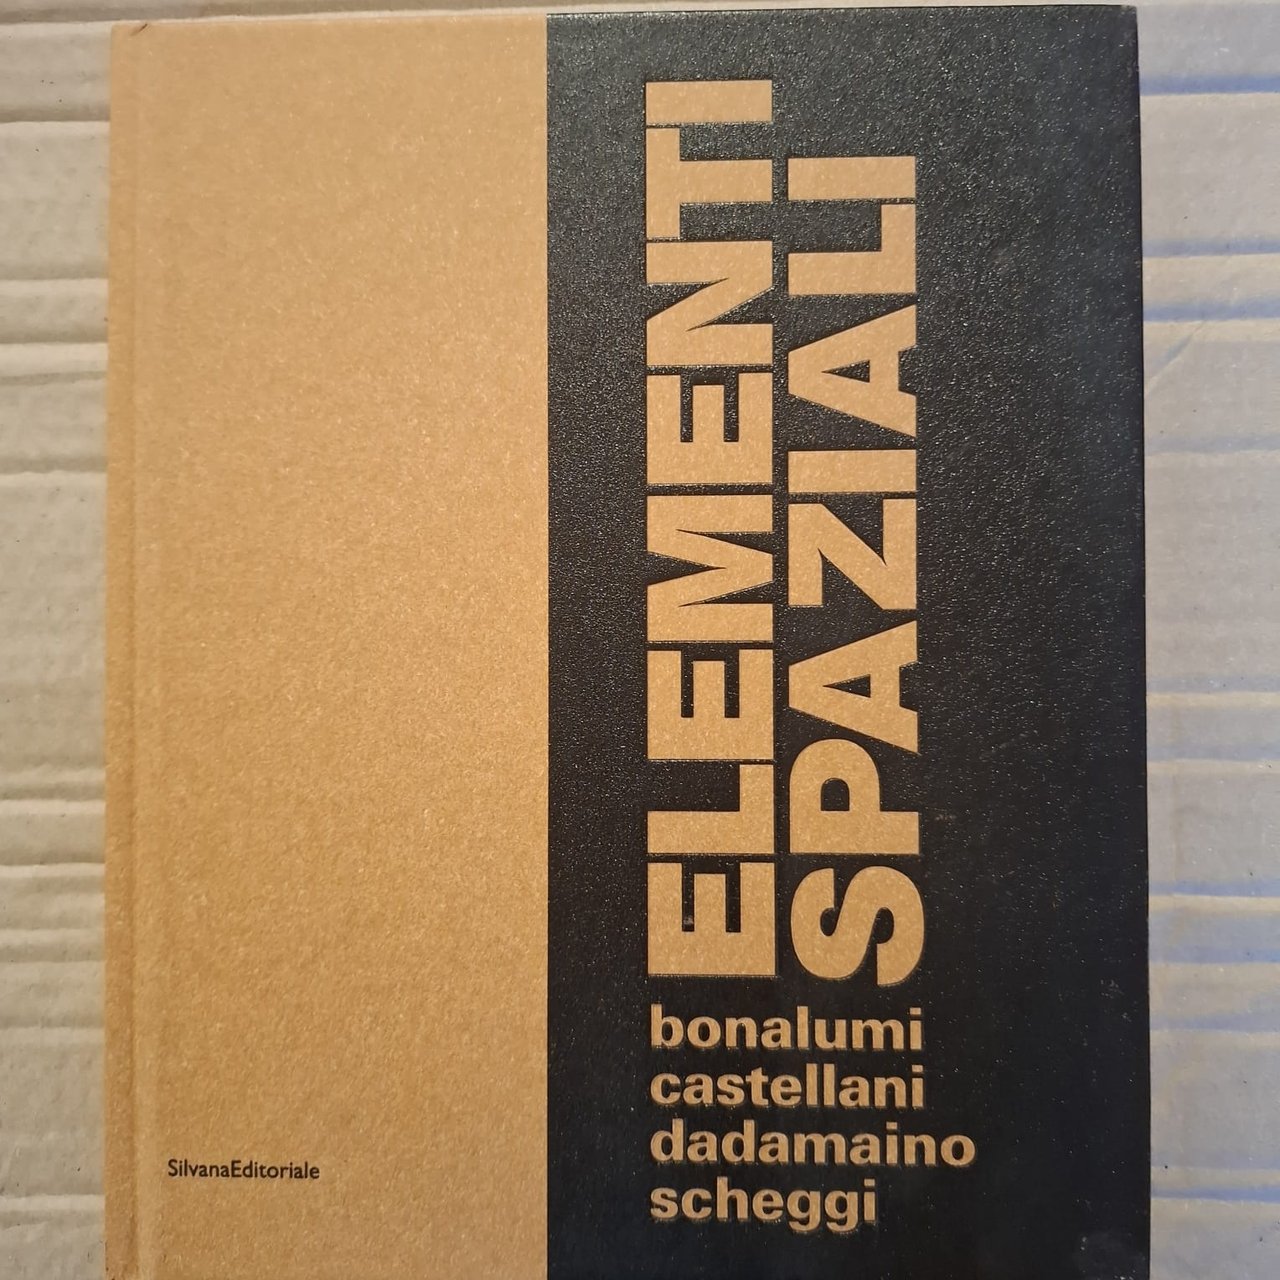 ELEMENTI
SPAZIALI
bonalumi
castellani
dadamaino
scheggi
SilvanaEditoriale